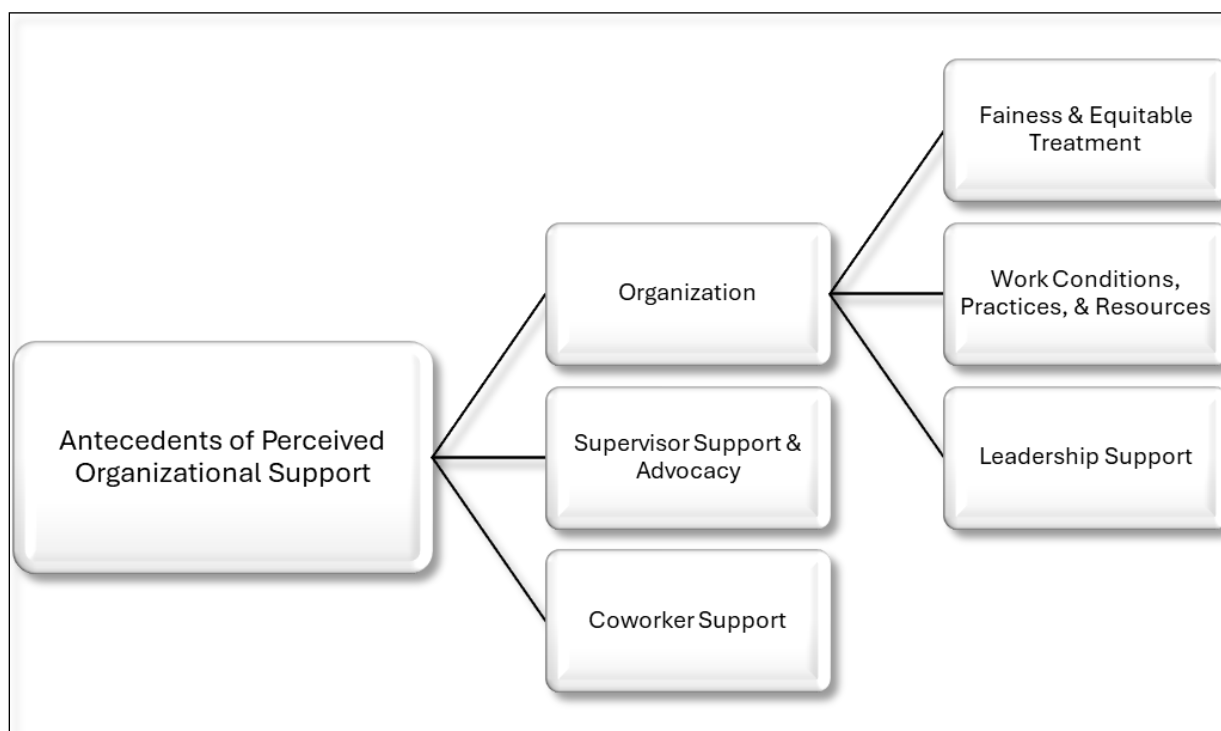 Antecedents of Perceived
Organizational Support
Organization
Supervisor Support &
Advocacy
Coworker Support
Fainess & Equitable
Treatment
Work Conditions,
Practices, & Resources
Leadership Support